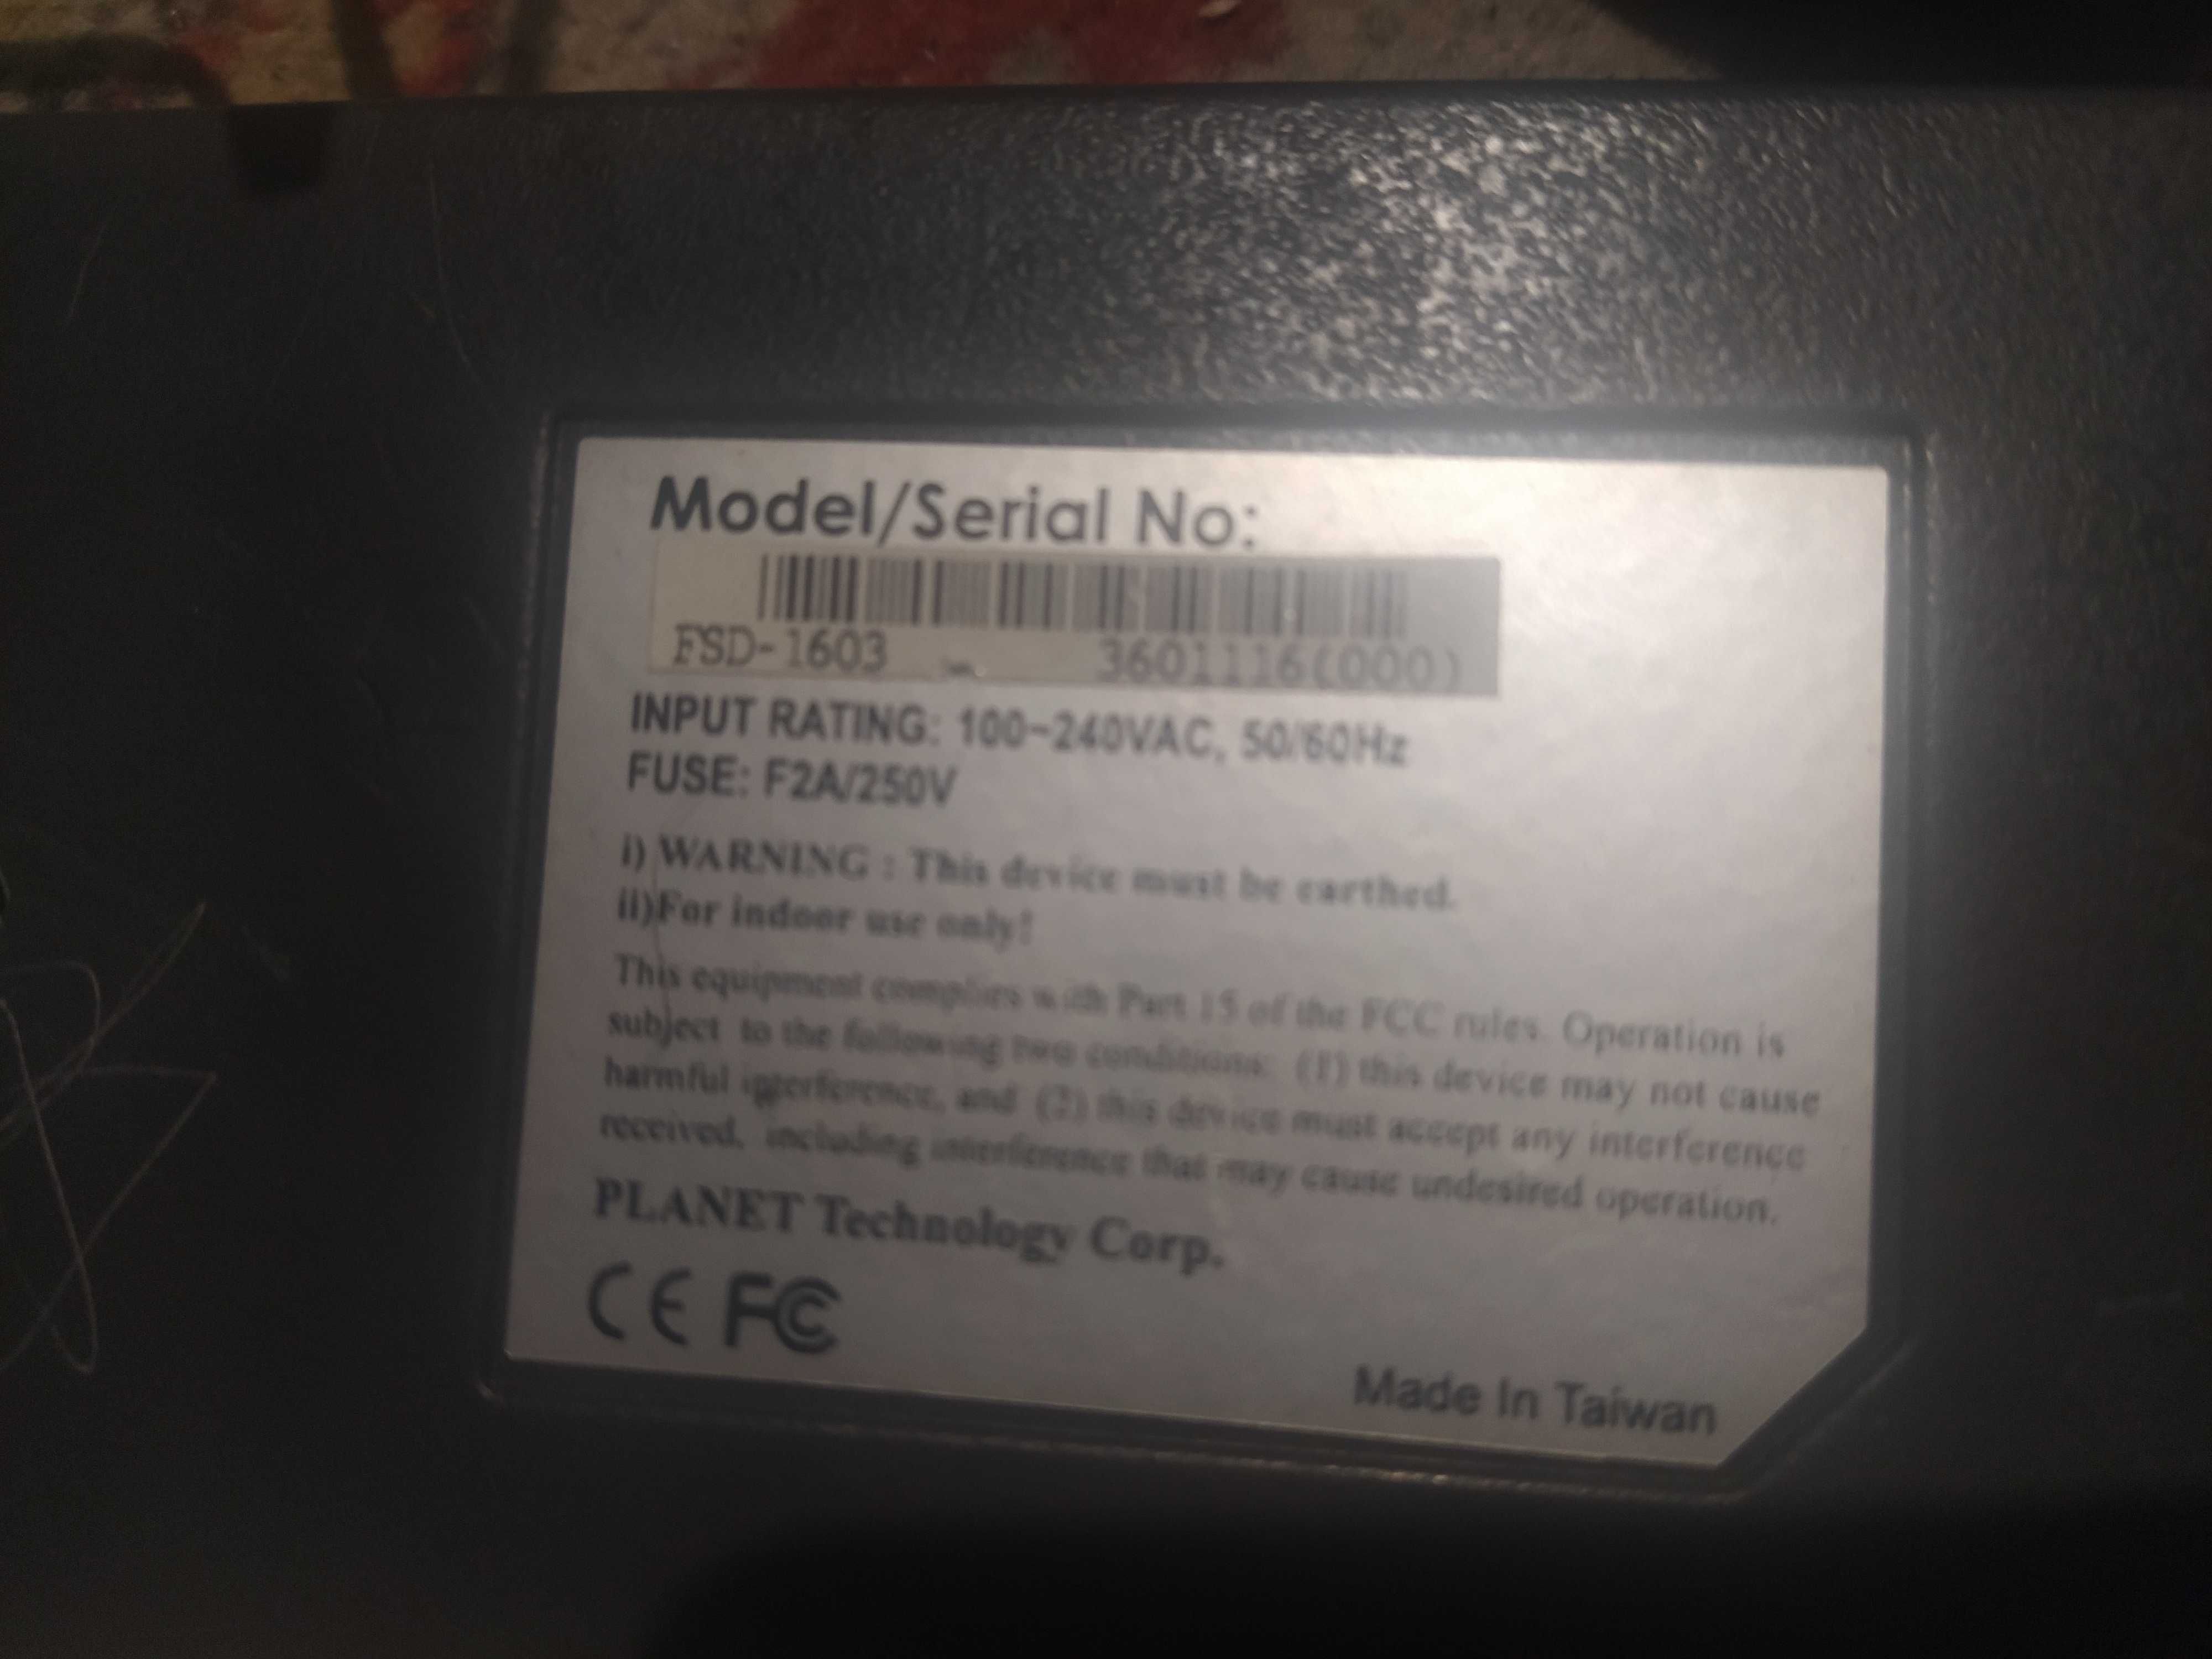 Model/Serial No:
FSD-1603 - 3601116(000)
INPUT RATING: 100~240VAC, 50/60Hz
FUSE: F2A/250V
i) WARNING : This device must be earthed.
ii)For indoor use only!
This equipment complies with Part 15 of the FCC rules. Operation is
subject to the following two conditions: (1) this device may not cause
harmful interference, and (2) this device must accept any interference
received, including interference that may cause undesired operation.
PLANET Technology Corp.
CE FC
Made In Taiwan